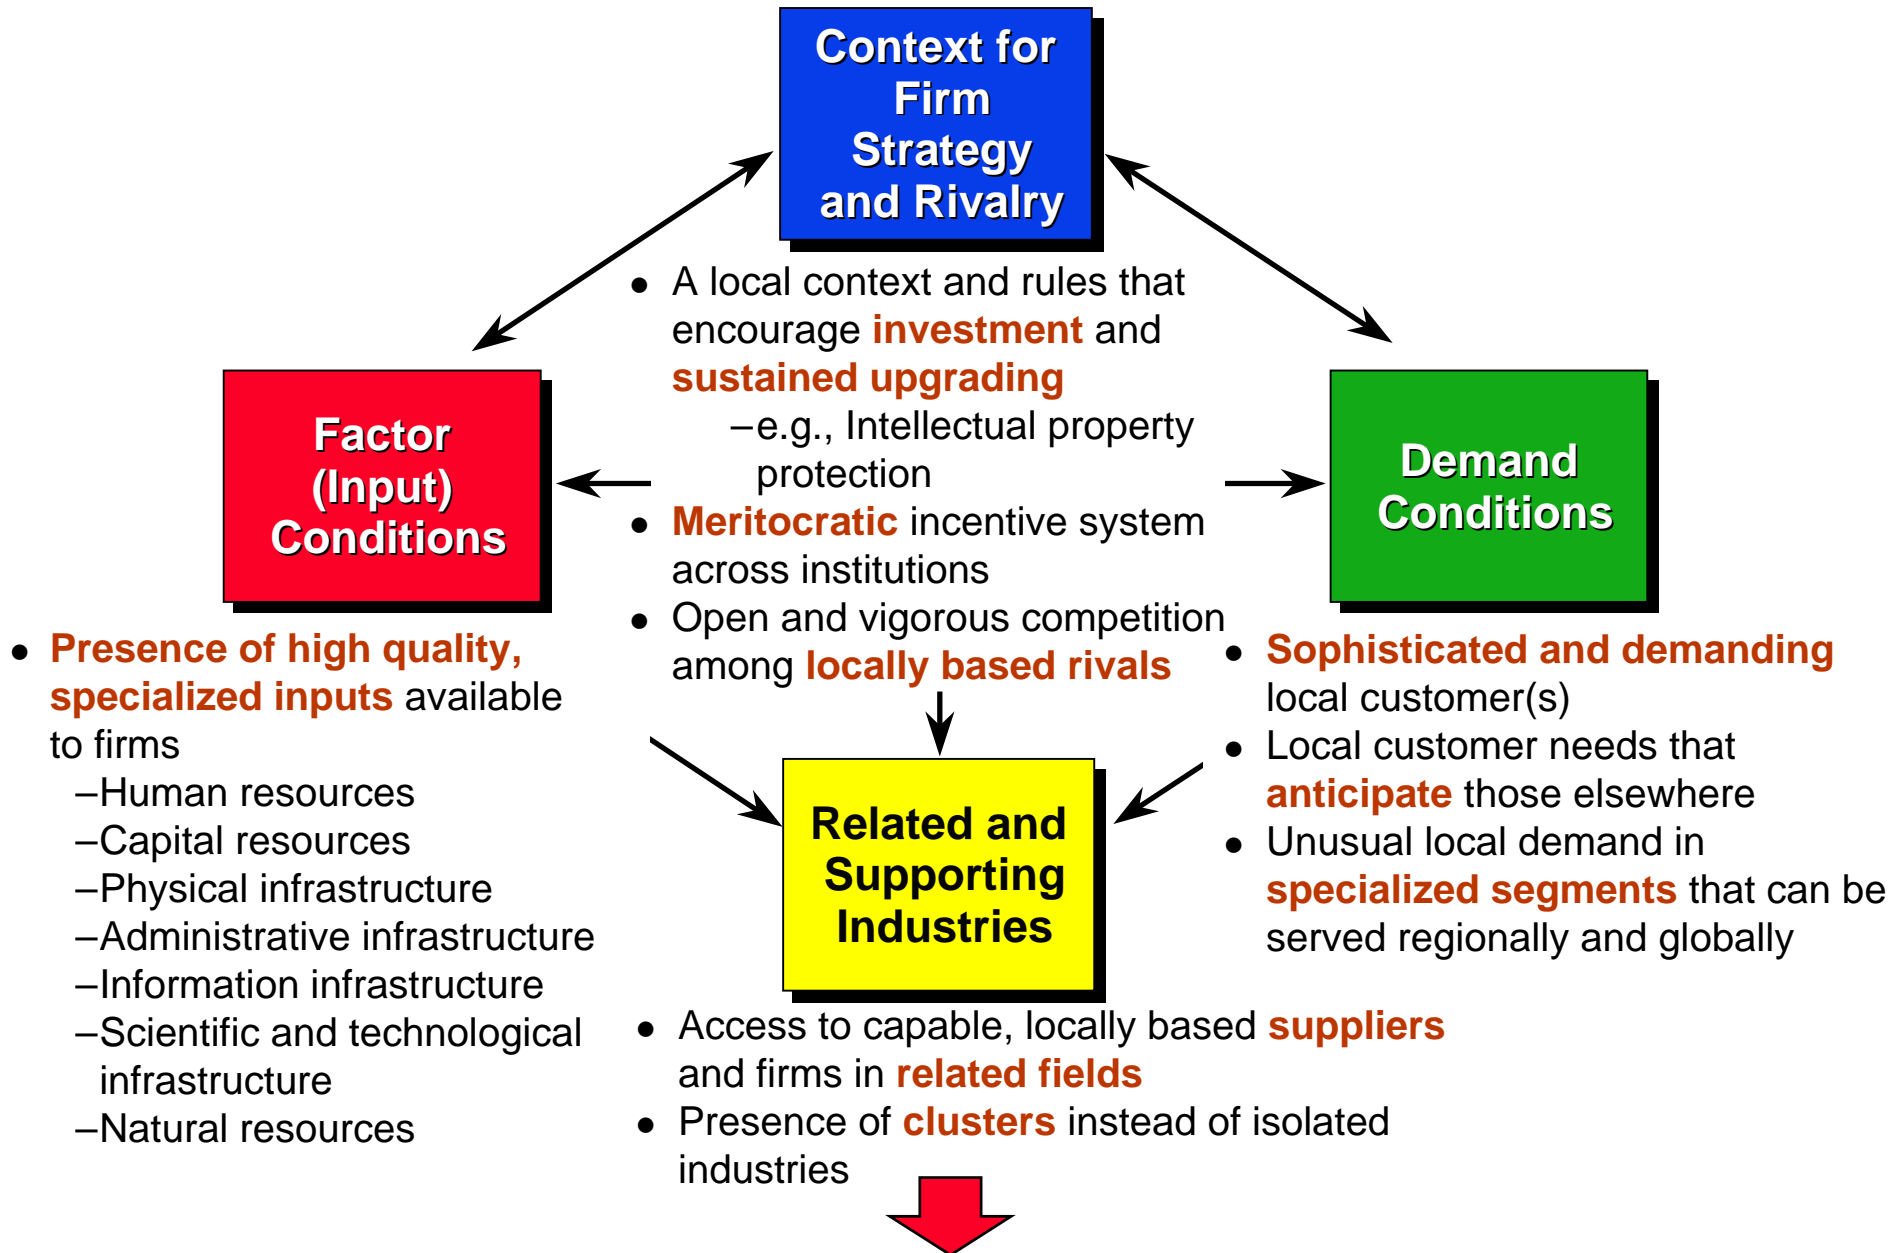 Context for
Firm
Strategy
and Rivalry
● A local context and rules that
encourage investment and
sustained upgrading
–e.g., Intellectual property
protection
● Meritocratic incentive system
across institutions
● Open and vigorous competition
among locally based rivals
Factor
(Input)
Conditions
● Presence of high quality,
specialized inputs available
to firms
–Human resources
–Capital resources
–Physical infrastructure
–Administrative infrastructure
–Information infrastructure
–Scientific and technological
infrastructure
–Natural resources
Demand
Conditions
● Sophisticated and demanding
local customer(s)
● Local customer needs that
anticipate those elsewhere
● Unusual local demand in
specialized segments that can be
served regionally and globally
Related and
Supporting
Industries
● Access to capable, locally based suppliers
and firms in related fields
● Presence of clusters instead of isolated
industries